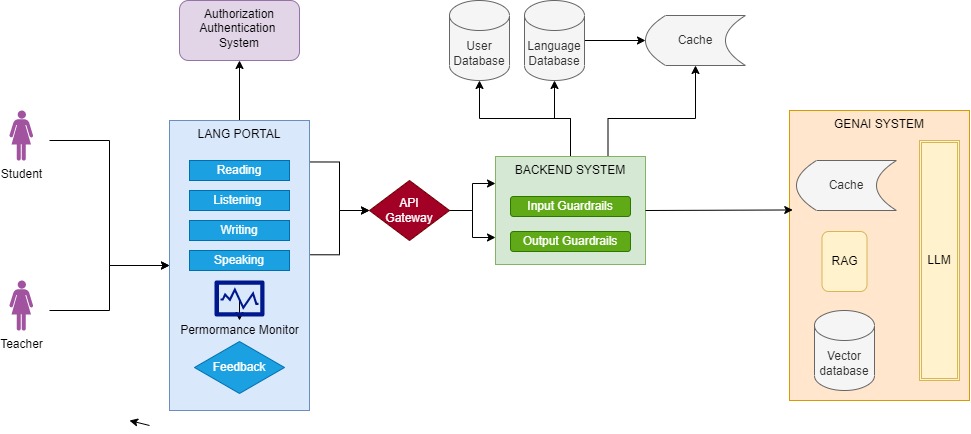 Authorization
Authentication
System
User
Database
Language
Database
Cache
Student
Teacher
LANG PORTAL
Reading
Listening
Writing
Speaking
Permormance Monitor
Feedback
API
Gateway
BACKEND SYSTEM
Input Guardrails
Output Guardrails
GENAI SYSTEM
Cache
RAG
LLM
Vector
database